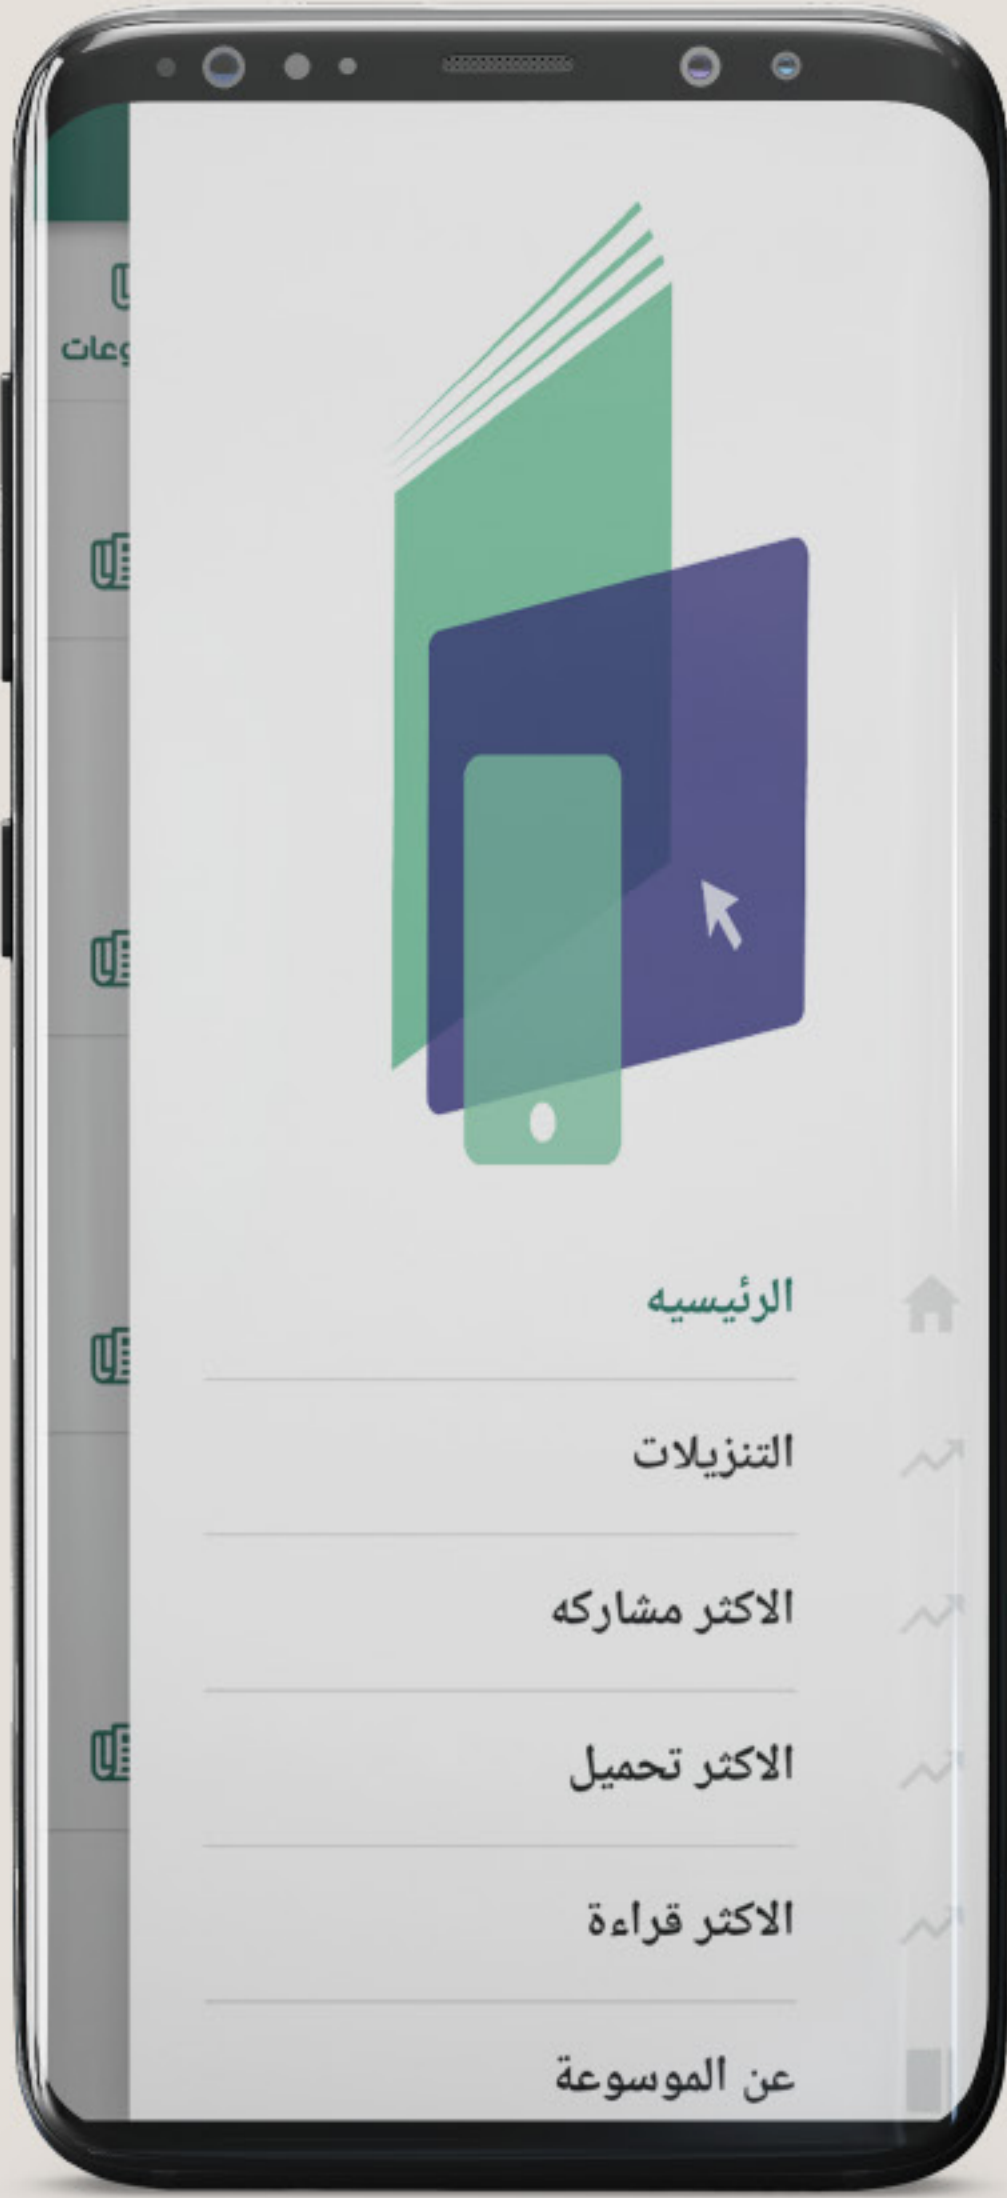 الرئيسيه
التنزيلات
الاكثر مشاركه
الاكثر تحميل
الاكثر قراءة
عن الموسوعة